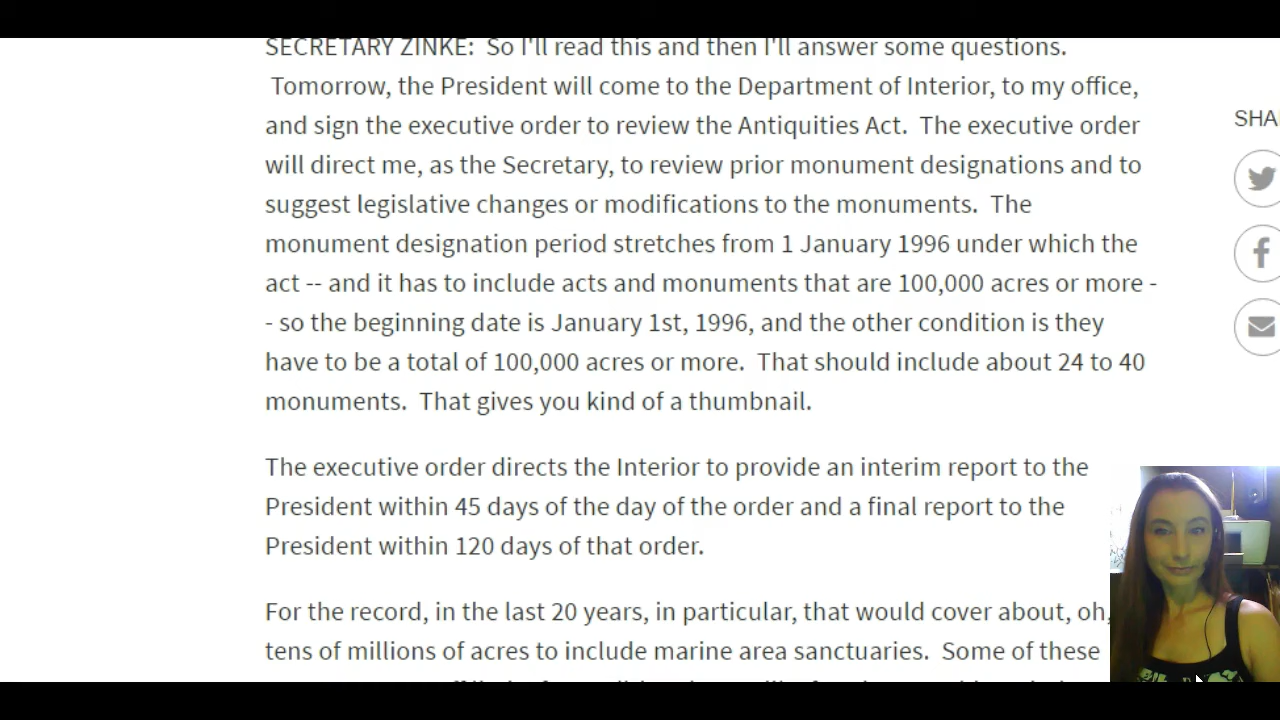 SECRETARY ZINKE:  So I'll read this and then I'll answer some questions.
Tomorrow, the President will come to the Department of Interior, to my office,
and sign the executive order to review the Antiquities Act.  The executive order
will direct me, as the Secretary, to review prior monument designations and to
suggest legislative changes or modifications to the monuments.  The
monument designation period stretches from 1 January 1996 under which the
act -- and it has to include acts and monuments that are 100,000 acres or more -
- so the beginning date is January 1st, 1996, and the other condition is they
have to be a total of 100,000 acres or more.  That should include about 24 to 40
monuments.  That gives you kind of a thumbnail.
The executive order directs the Interior to provide an interim report to the
President within 45 days of the day of the order and a final report to the
President within 120 days of that order.
For the record, in the last 20 years, in particular, that would cover about, oh,
tens of millions of acres to include marine area sanctuaries.  Some of these
SHA